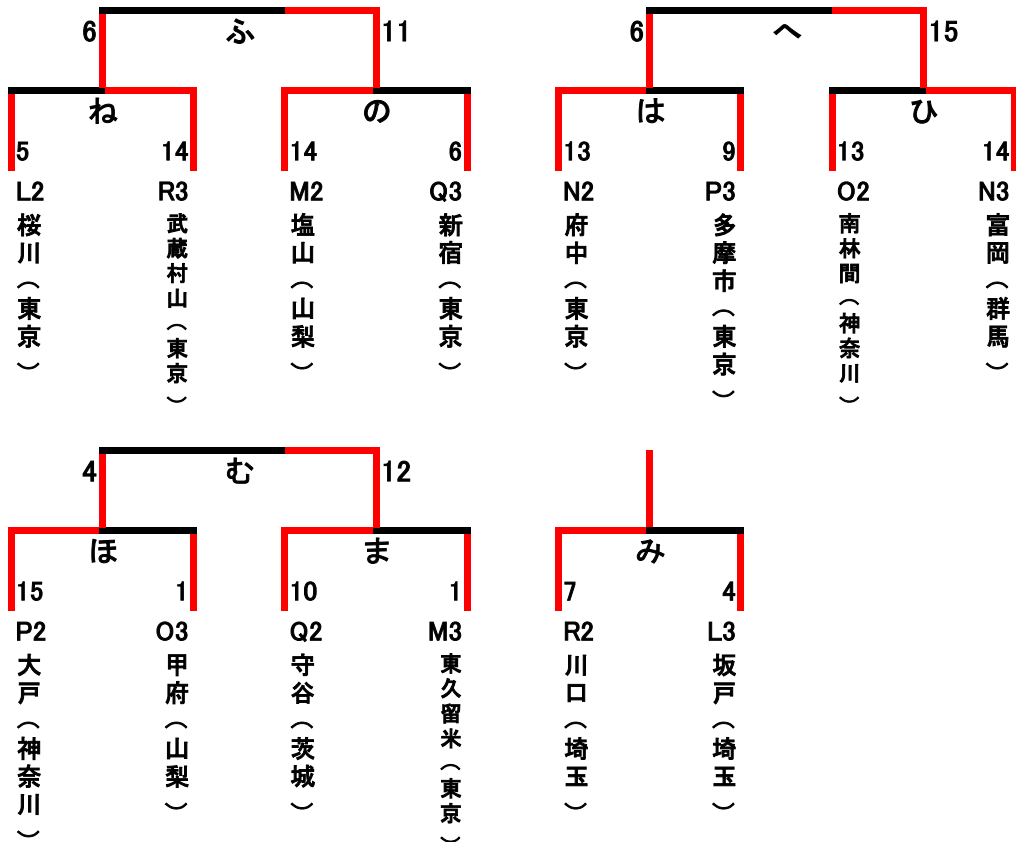 6 ふ 11
6 へ 15
ね の は ひ
5 14 14 6 13 9 13 14
L2 R3 M2 Q3 N2 P3 O2 N3
桜川（東京）
武蔵村山（東京）
塩山（山梨）
新宿（東京）
府中（東京）
多摩市（東京）
南林間（神奈川）
富岡（群馬）
4 む 12
ほ ま み
15 1 10 1 7 4
P2 O3 Q2 M3 R2 L3
大戸（神奈川）
甲府（山梨）
守谷（茨城）
東久留米（東京）
川口（埼玉）
坂戸（埼玉）